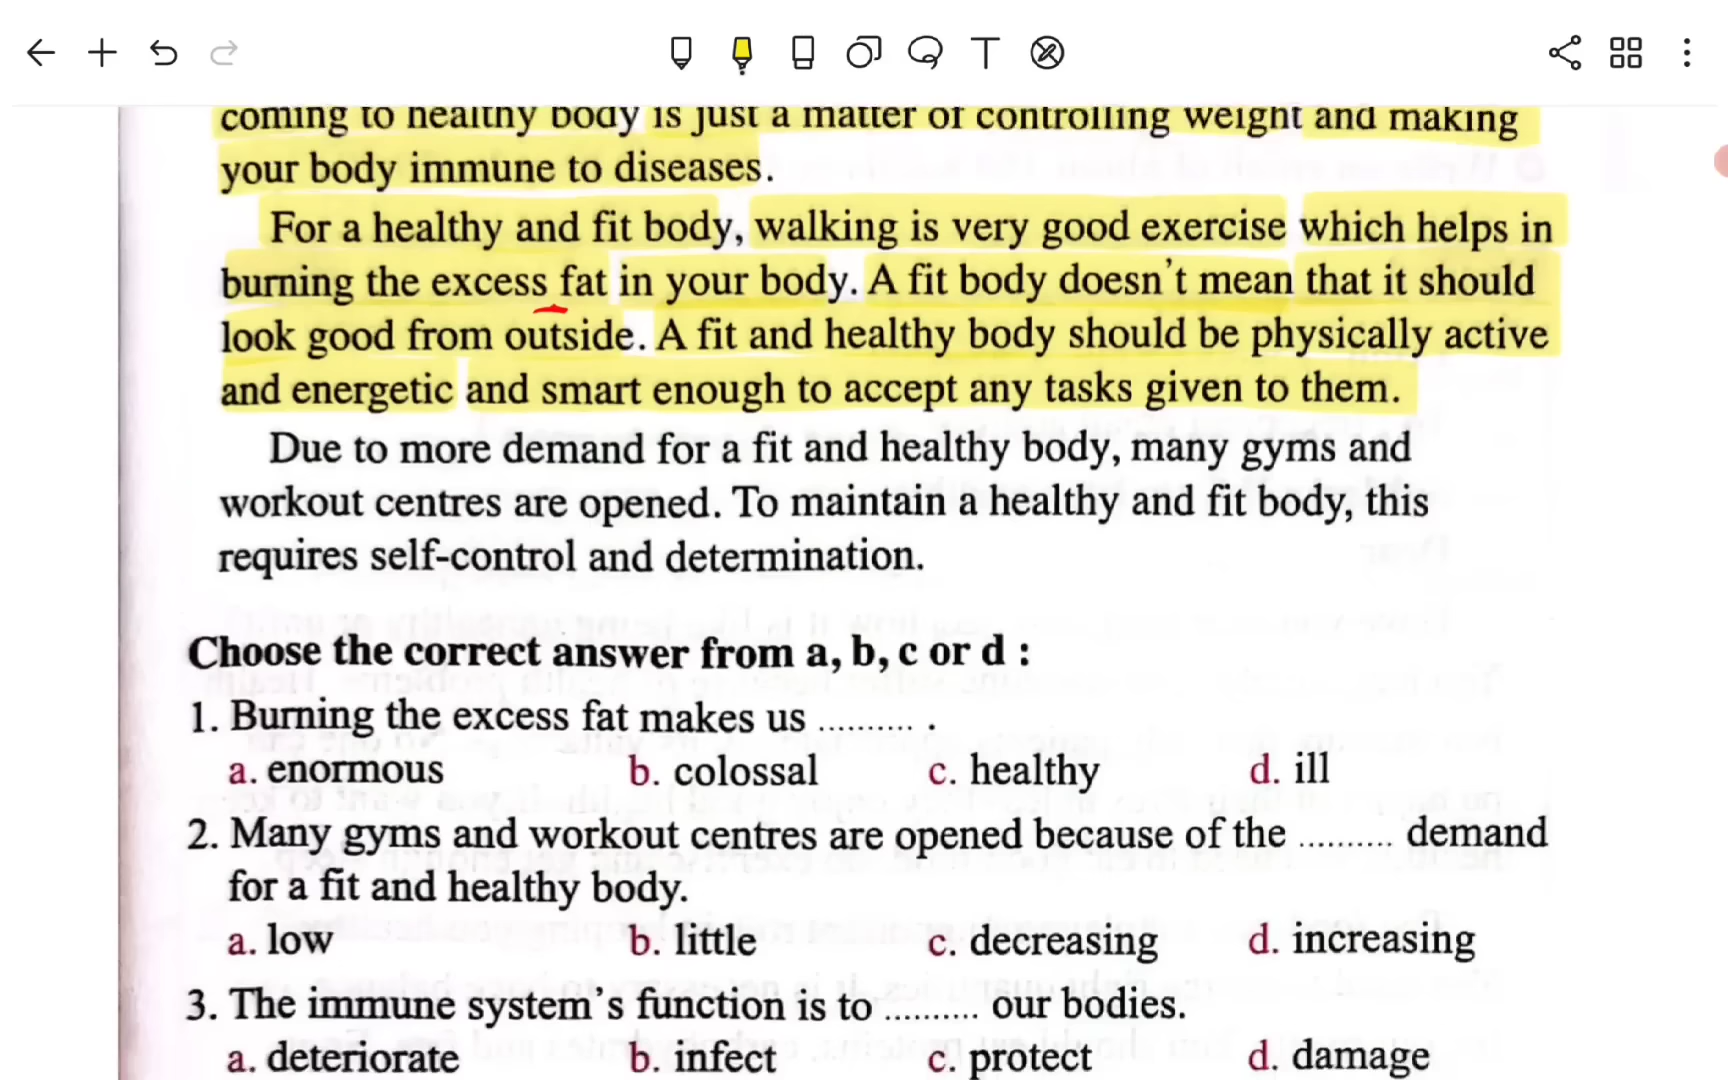 coming to healthy body is just a matter of controlling weight and making
your body immune to diseases.
For a healthy and fit body, walking is very good exercise which helps in
burning the excess fat in your body. A fit body doesn't mean that it should
look good from outside. A fit and healthy body should be physically active
and energetic and smart enough to accept any tasks given to them.
Due to more demand for a fit and healthy body, many gyms and
workout centres are opened. To maintain a healthy and fit body, this
requires self-control and determination.
Choose the correct answer from a, b, c or d :
1. Burning the excess fat makes us .......... .
a. enormous b. colossal c. healthy d. ill
2. Many gyms and workout centres are opened because of the .......... demand
for a fit and healthy body.
a. low b. little c. decreasing d. increasing
3. The immune system's function is to .......... our bodies.
a. deteriorate b. infect c. protect d. damage